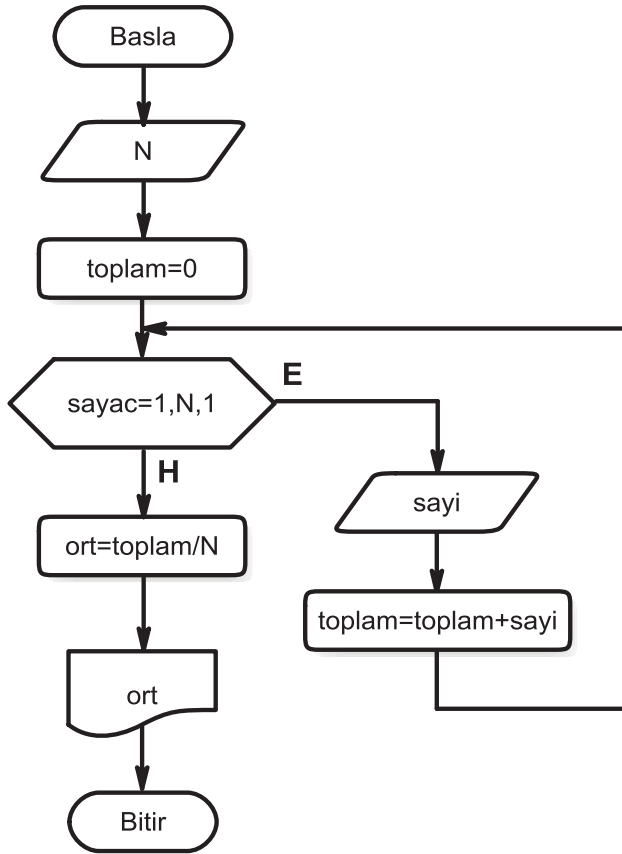 Basla
N
toplam=0
sayac=1,N,1
E
H
sayi
ort=toplam/N
toplam=toplam+sayi
ort
Bitir